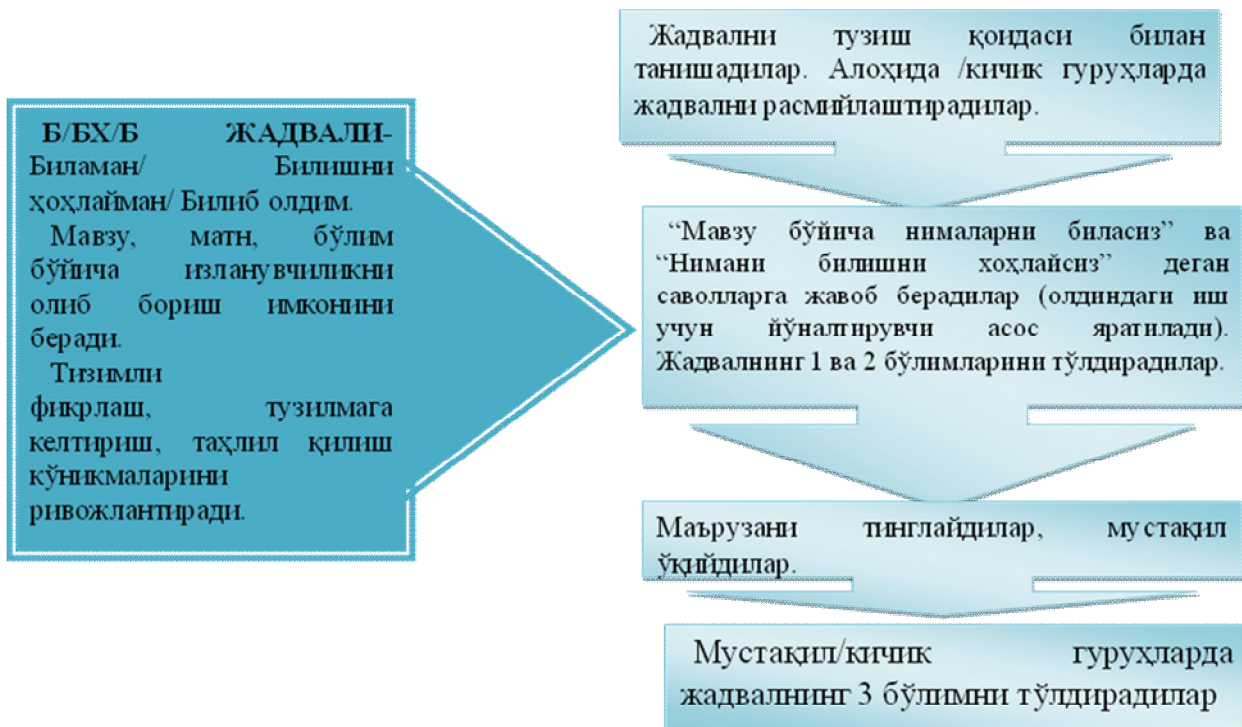 Б/БХ/Б ЖАДВАЛИ-
Биламан/ Билишни
ҳоҳлайман/ Билиб олдим.
Мавзу, матн, бўлим
бўйича изланувчиликни
олиб бориш имконини
беради.
Тизимли
фикрлаш, тузилмага
келтириш, таҳлил қилиш
кўникмаларини
ривожлантиради.
Жадвални тузиш қоидаси билан
танишадилар. Алоҳида /кичик гуруҳларда
жадвални расмийлаштирадилар.
“Мавзу бўйича нималарни биласиз” ва
“Нимани билишни хоҳлайсиз” деган
саволларга жавоб берадилар (олдиндаги иш
учун йўналтирувчи асос яратилади).
Жадвалнинг 1 ва 2 бўлимларини тўлдирадилар.
Маърузани тинглайдилар, мустақил
ўқийдилар.
Мустақил/кичик гуруҳларда
жадвалнинг 3 бўлимни тўлдирадилар